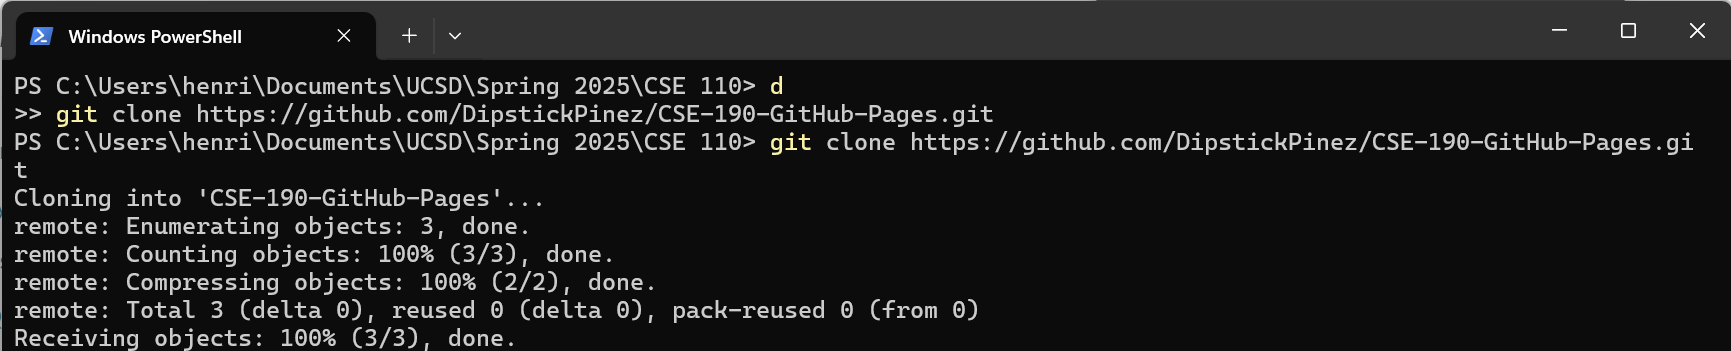 Windows PowerShell
PS C:\Users\henri\Documents\UCSD\Spring 2025\CSE 110> d
>> git clone https://github.com/DipstickPinez/CSE-190-GitHub-Pages.git
PS C:\Users\henri\Documents\UCSD\Spring 2025\CSE 110> git clone https://github.com/DipstickPinez/CSE-190-GitHub-Pages.gi
t
Cloning into 'CSE-190-GitHub-Pages'...
remote: Enumerating objects: 3, done.
remote: Counting objects: 100% (3/3), done.
remote: Compressing objects: 100% (2/2), done.
remote: Total 3 (delta 0), reused 0 (delta 0), pack-reused 0 (from 0)
Receiving objects: 100% (3/3), done.